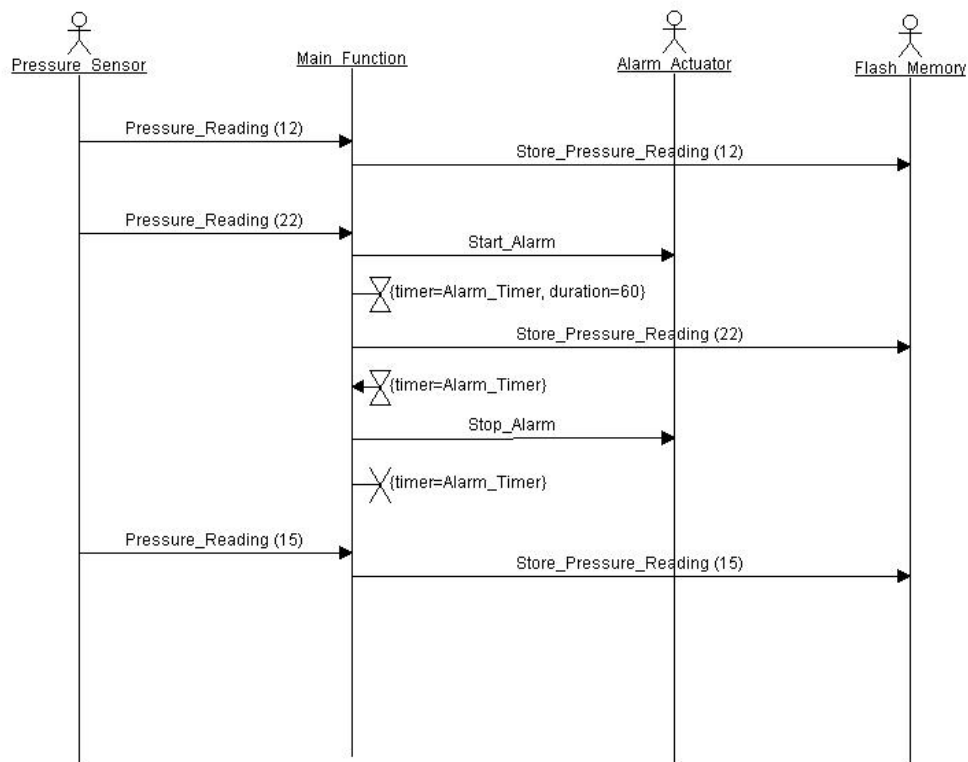 Pressure_Sensor
Main_Function
Alarm_Actuator
Flash_Memory
Pressure_Reading (12)
Store_Pressure_Reading (12)
Pressure_Reading (22)
Start_Alarm
{timer=Alarm_Timer, duration=60}
Store_Pressure_Reading (22)
{timer=Alarm_Timer}
Stop_Alarm
{timer=Alarm_Timer}
Pressure_Reading (15)
Store_Pressure_Reading (15)